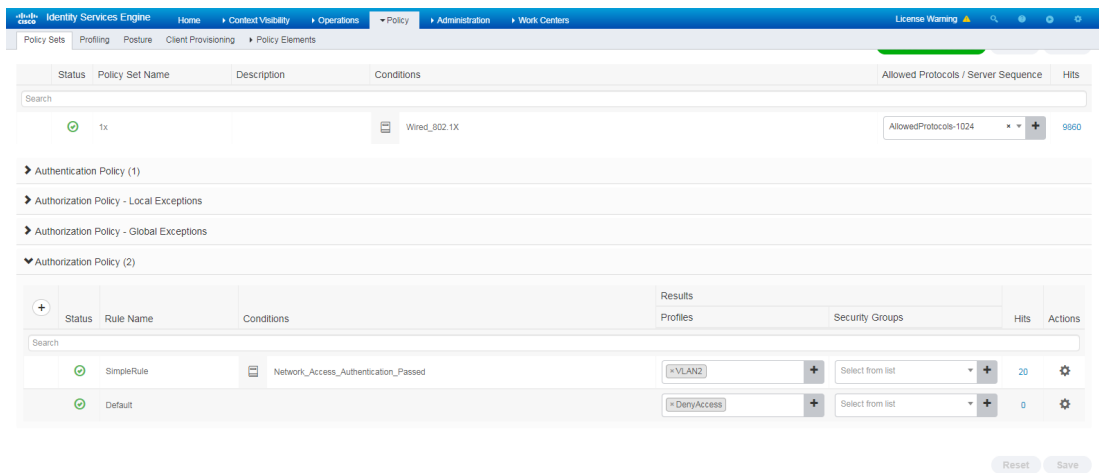 CISCO Identity Services Engine Home Context Visibility Operations Policy Administration Work Centers License Warning
Policy Sets Profiling Posture Client Provisioning Policy Elements
Status Policy Set Name Description Conditions Allowed Protocols / Server Sequence Hits
Search
1x Wired_802.1X AllowedProtocols-1024 × + 9860
Authentication Policy (1)
Authorization Policy - Local Exceptions
Authorization Policy - Global Exceptions
Authorization Policy (2)
Results
+ Status Rule Name Conditions Profiles Security Groups Hits Actions
Search
SimpleRule Network_Access_Authentication_Passed × VLAN2 + Select from list + 20
Default × DenyAccess + Select from list + 0
Reset Save